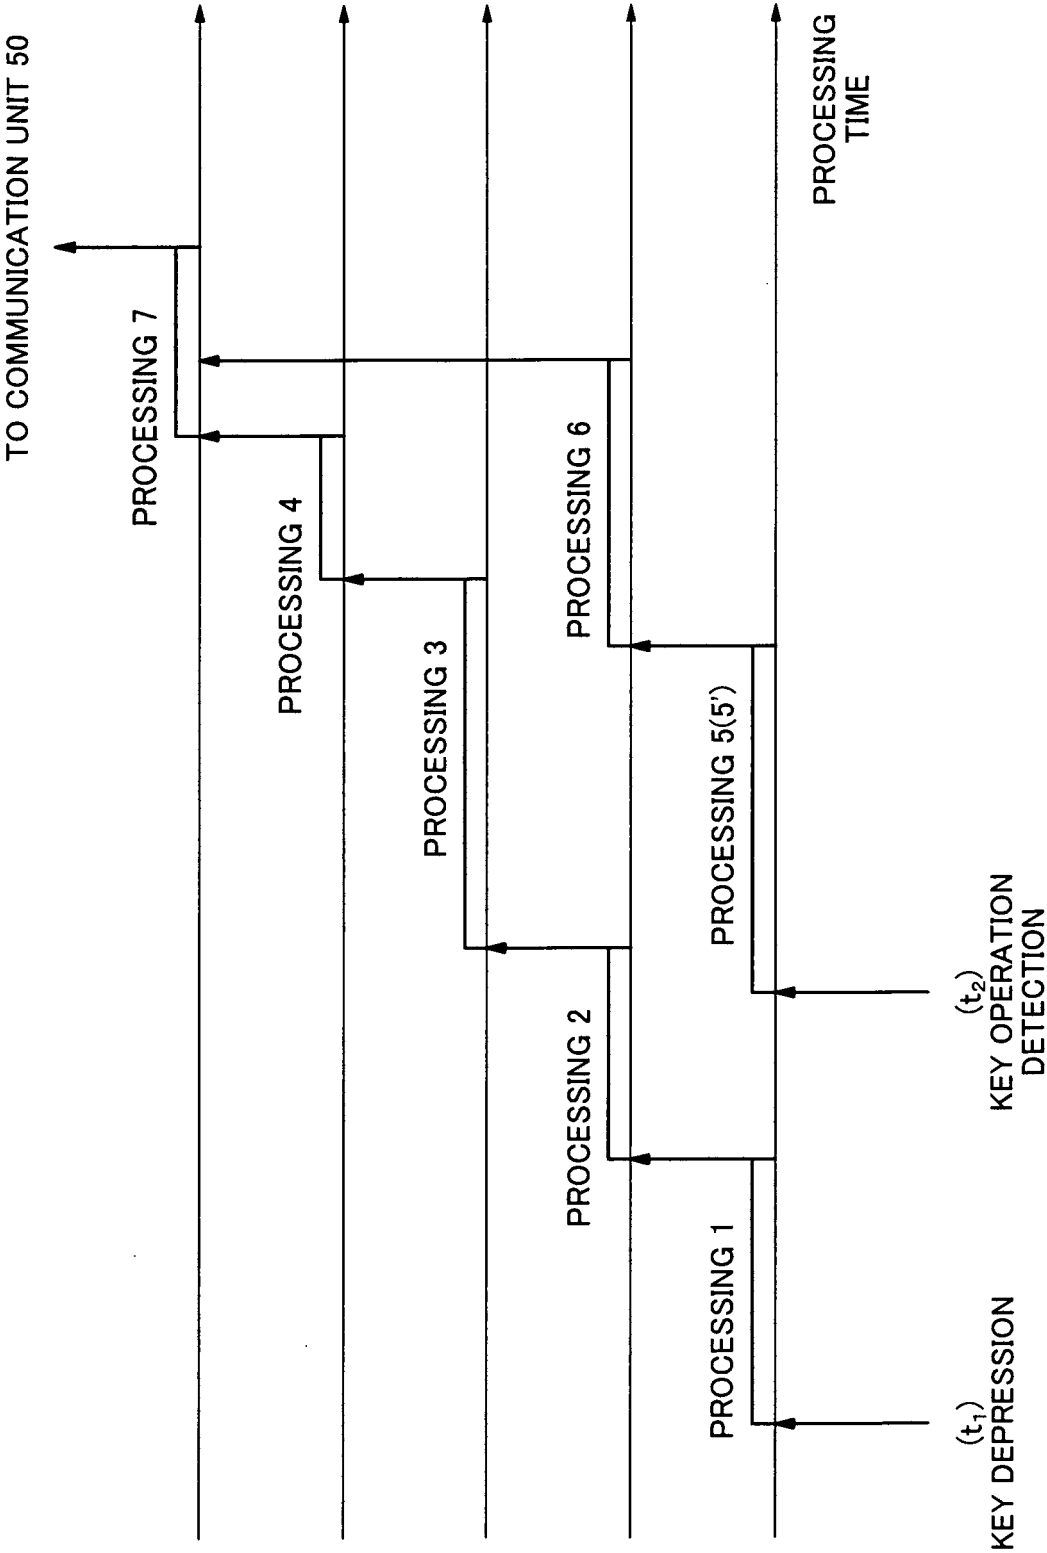 TO COMMUNICATION UNIT 50
PROCESSING 7
PROCESSING 4
PROCESSING 3
PROCESSING 2
PROCESSING 6
PROCESSING 1
PROCESSING 5(5')
PROCESSING
TIME
(t₁)
KEY DEPRESSION
(t₂)
KEY OPERATION
DETECTION